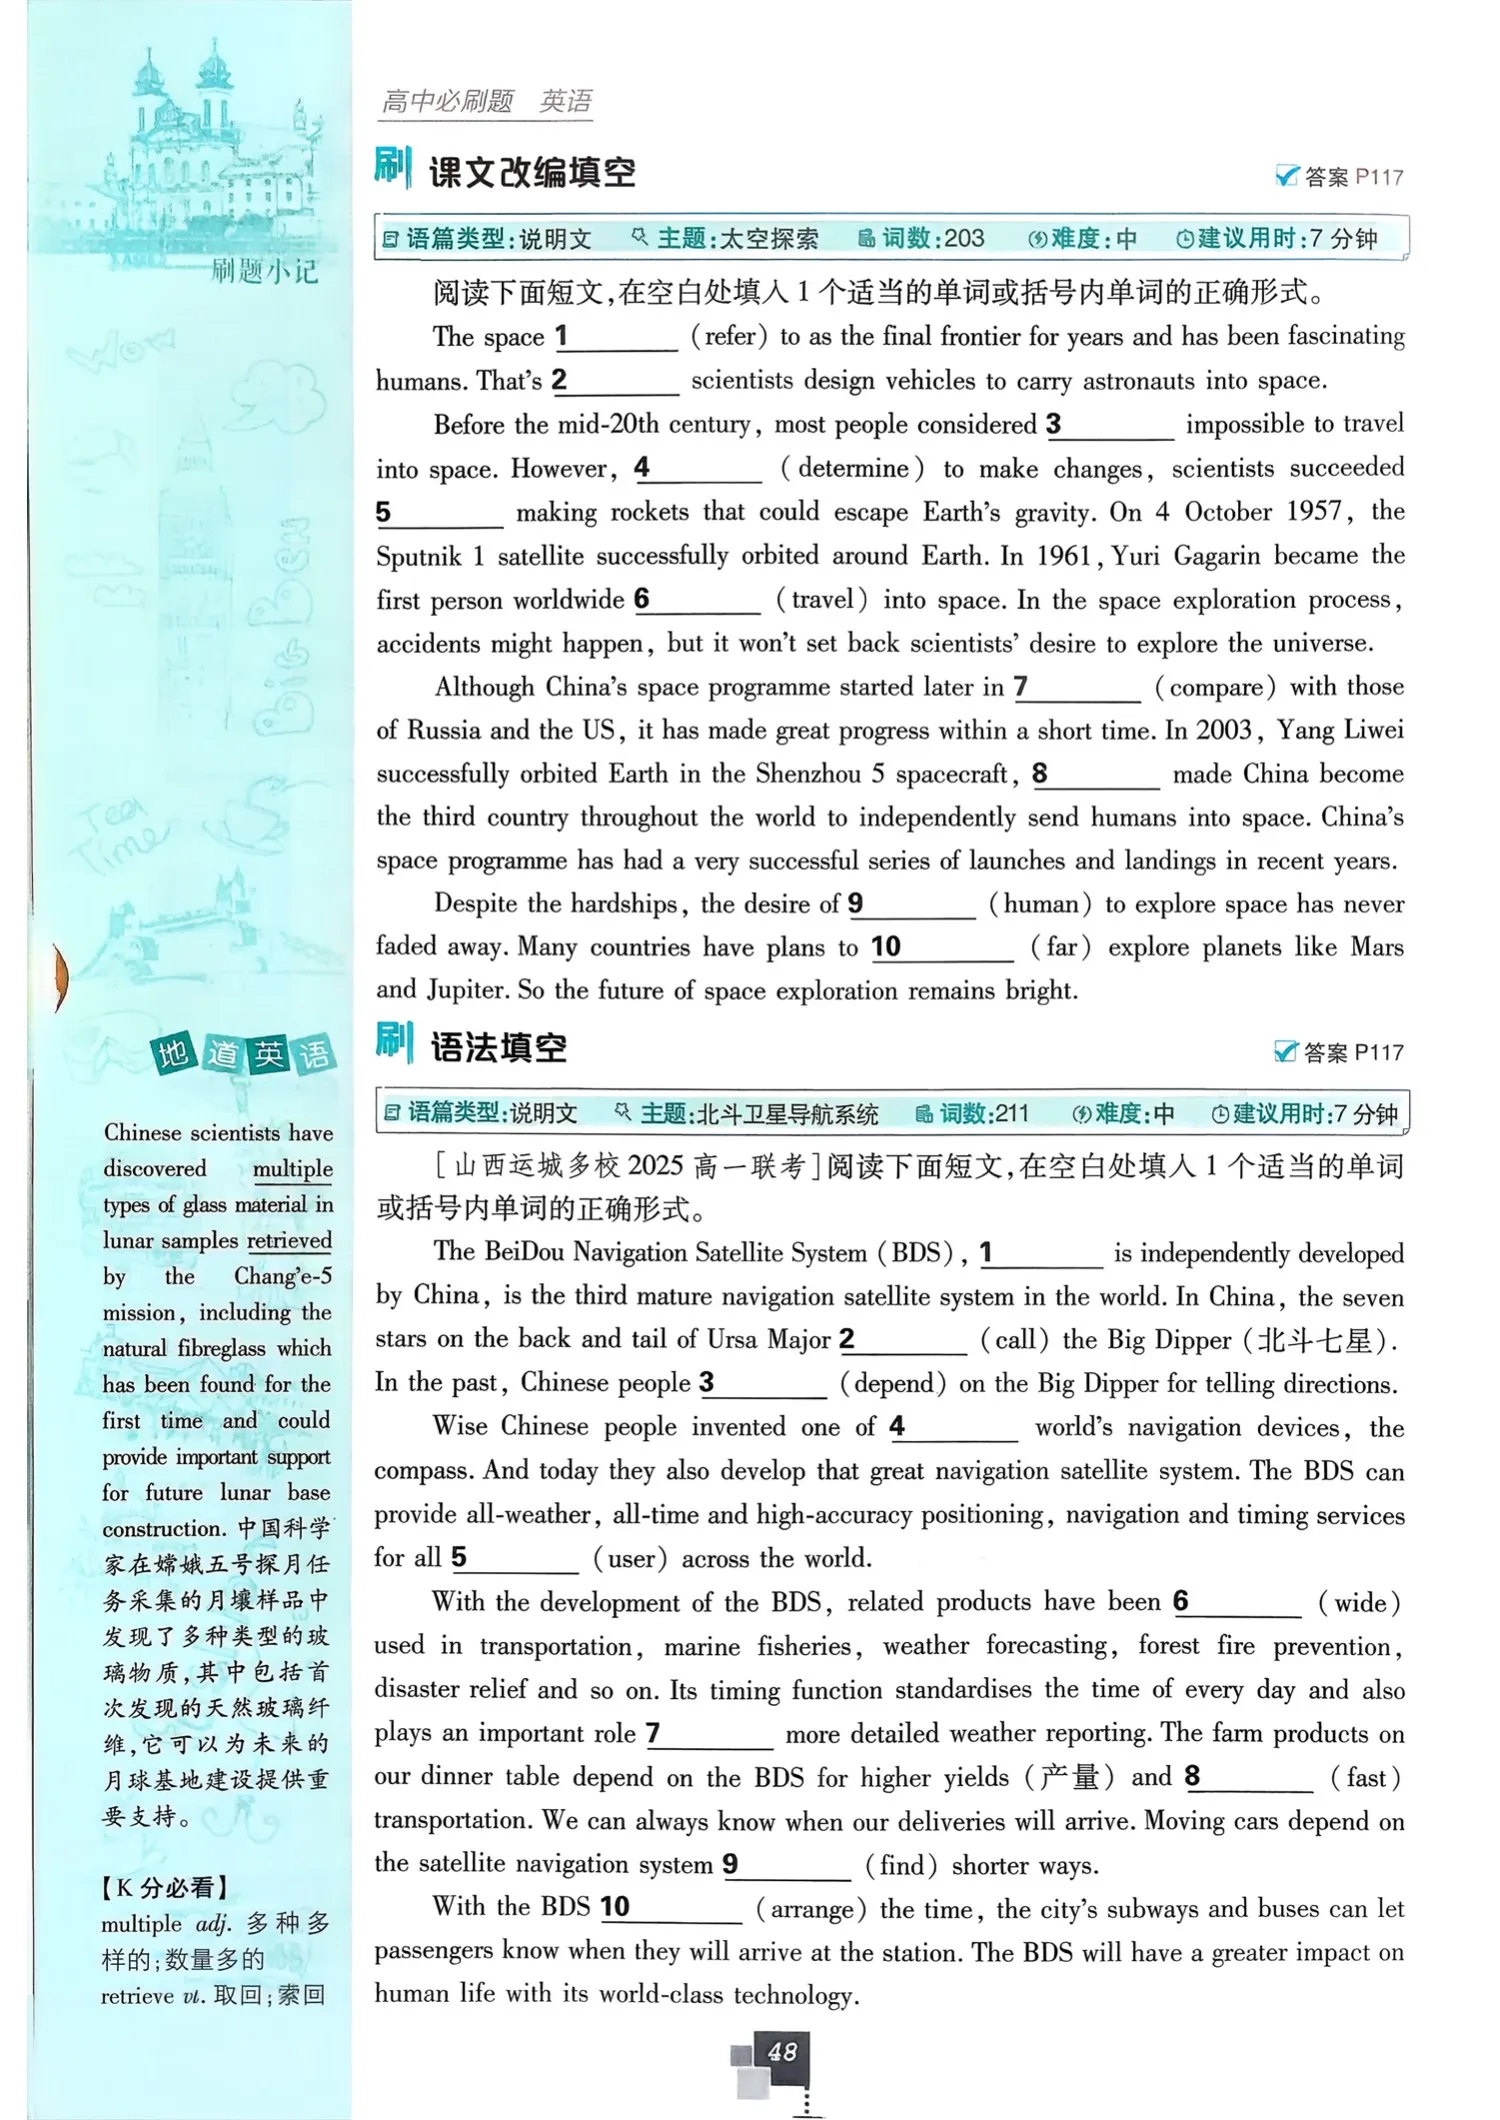 高中必刷题 英语
刷 课文改编填空
答案 P117
语篇类型:说明文 主题:太空探索 词数:203 难度:中 建议用时:7 分钟
阅读下面短文,在空白处填入 1 个适当的单词或括号内单词的正确形式。
The space 1________ (refer) to as the final frontier for years and has been fascinating
humans. That's 2________ scientists design vehicles to carry astronauts into space.
Before the mid-20th century, most people considered 3________ impossible to travel
into space. However, 4________ (determine) to make changes, scientists succeeded
5________ making rockets that could escape Earth's gravity. On 4 October 1957, the
Sputnik 1 satellite successfully orbited around Earth. In 1961, Yuri Gagarin became the
first person worldwide 6________ (travel) into space. In the space exploration process,
accidents might happen, but it won't set back scientists' desire to explore the universe.
Although China's space programme started later in 7________ (compare) with those
of Russia and the US, it has made great progress within a short time. In 2003, Yang Liwei
successfully orbited Earth in the Shenzhou 5 spacecraft, 8________ made China become
the third country throughout the world to independently send humans into space. China's
space programme has had a very successful series of launches and landings in recent years.
Despite the hardships, the desire of 9________ (human) to explore space has never
faded away. Many countries have plans to 10________ (far) explore planets like Mars
and Jupiter. So the future of space exploration remains bright.
刷 语法填空
答案 P117
语篇类型:说明文 主题:北斗卫星导航系统 词数:211 难度:中 建议用时:7 分钟
[山西运城多校 2025 高一联考]阅读下面短文,在空白处填入 1 个适当的单词
或括号内单词的正确形式。
The BeiDou Navigation Satellite System (BDS), 1________ is independently developed
by China, is the third mature navigation satellite system in the world. In China, the seven
stars on the back and tail of Ursa Major 2________ (call) the Big Dipper (北斗七星).
In the past, Chinese people 3________ (depend) on the Big Dipper for telling directions.
Wise Chinese people invented one of 4________ world's navigation devices, the
compass. And today they also develop that great navigation satellite system. The BDS can
provide all-weather, all-time and high-accuracy positioning, navigation and timing services
for all 5________ (user) across the world.
With the development of the BDS, related products have been 6________ (wide)
used in transportation, marine fisheries, weather forecasting, forest fire prevention,
disaster relief and so on. Its timing function standardises the time of every day and also
plays an important role 7________ more detailed weather reporting. The farm products on
our dinner table depend on the BDS for higher yields (产量) and 8________ (fast)
transportation. We can always know when our deliveries will arrive. Moving cars depend on
the satellite navigation system 9________ (find) shorter ways.
With the BDS 10________ (arrange) the time, the city's subways and buses can let
passengers know when they will arrive at the station. The BDS will have a greater impact on
human life with its world-class technology.
刷题小记
Wow
Big Ben
Tea
Time
地道英语
Chinese scientists have
discovered multiple
types of glass material in
lunar samples retrieved
by the Chang'e-5
mission, including the
natural fibreglass which
has been found for the
first time and could
provide important support
for future lunar base
construction. 中国科学
家在嫦娥五号探月任
务采集的月壤样品中
发现了多种类型的玻
璃物质,其中包括首
次发现的天然玻璃纤
维,它可以为未来的
月球基地建设提供重
要支持。
【K 分必看】
multiple adj. 多种多
样的;数量多的
retrieve vt. 取回;索回
48